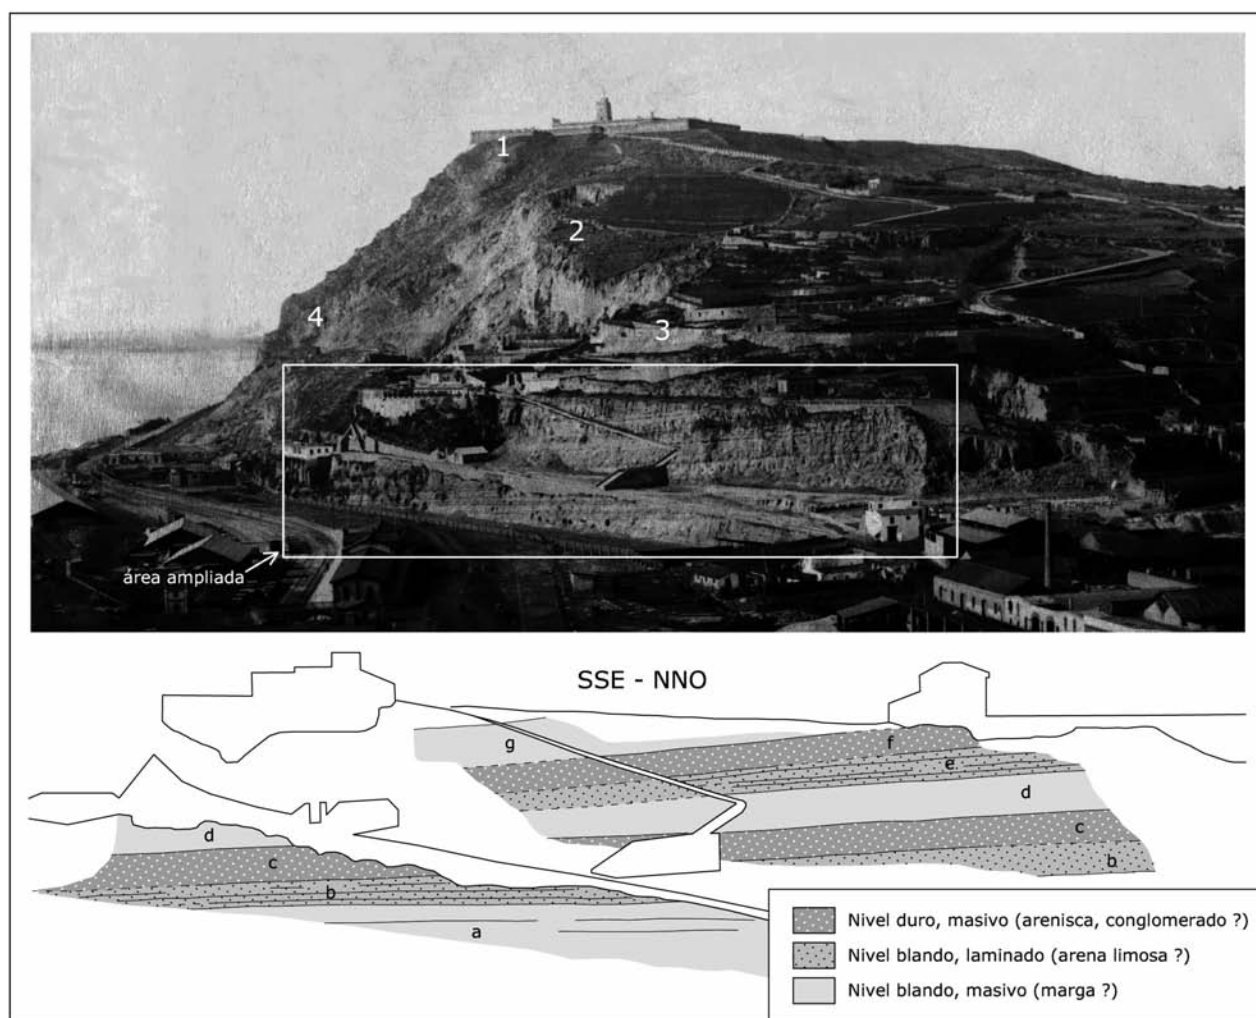 1
2
3
4
área ampliada
SSE - NNO
g
f
e
d
c
b
d
c
b
a
Nivel duro, masivo (arenisca, conglomerado ?)
Nivel blando, laminado (arena limosa ?)
Nivel blando, masivo (marga ?)